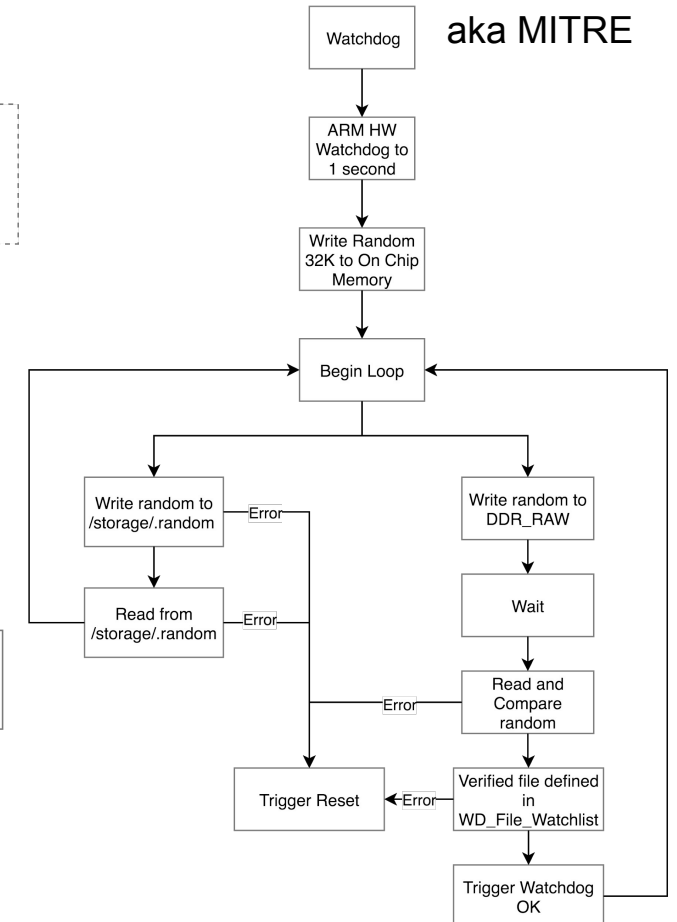 Watchdog
aka MITRE
ARM HW
Watchdog to
1 second
Write Random
32K to On Chip
Memory
Begin Loop
Write random to
/storage/.random
Error
Write random to
DDR_RAW
Wait
Read from
/storage/.random
Error
Read and
Compare
random
Error
Trigger Reset
Error
Verified file defined
in
WD_File_Watchlist
Trigger Watchdog
OK